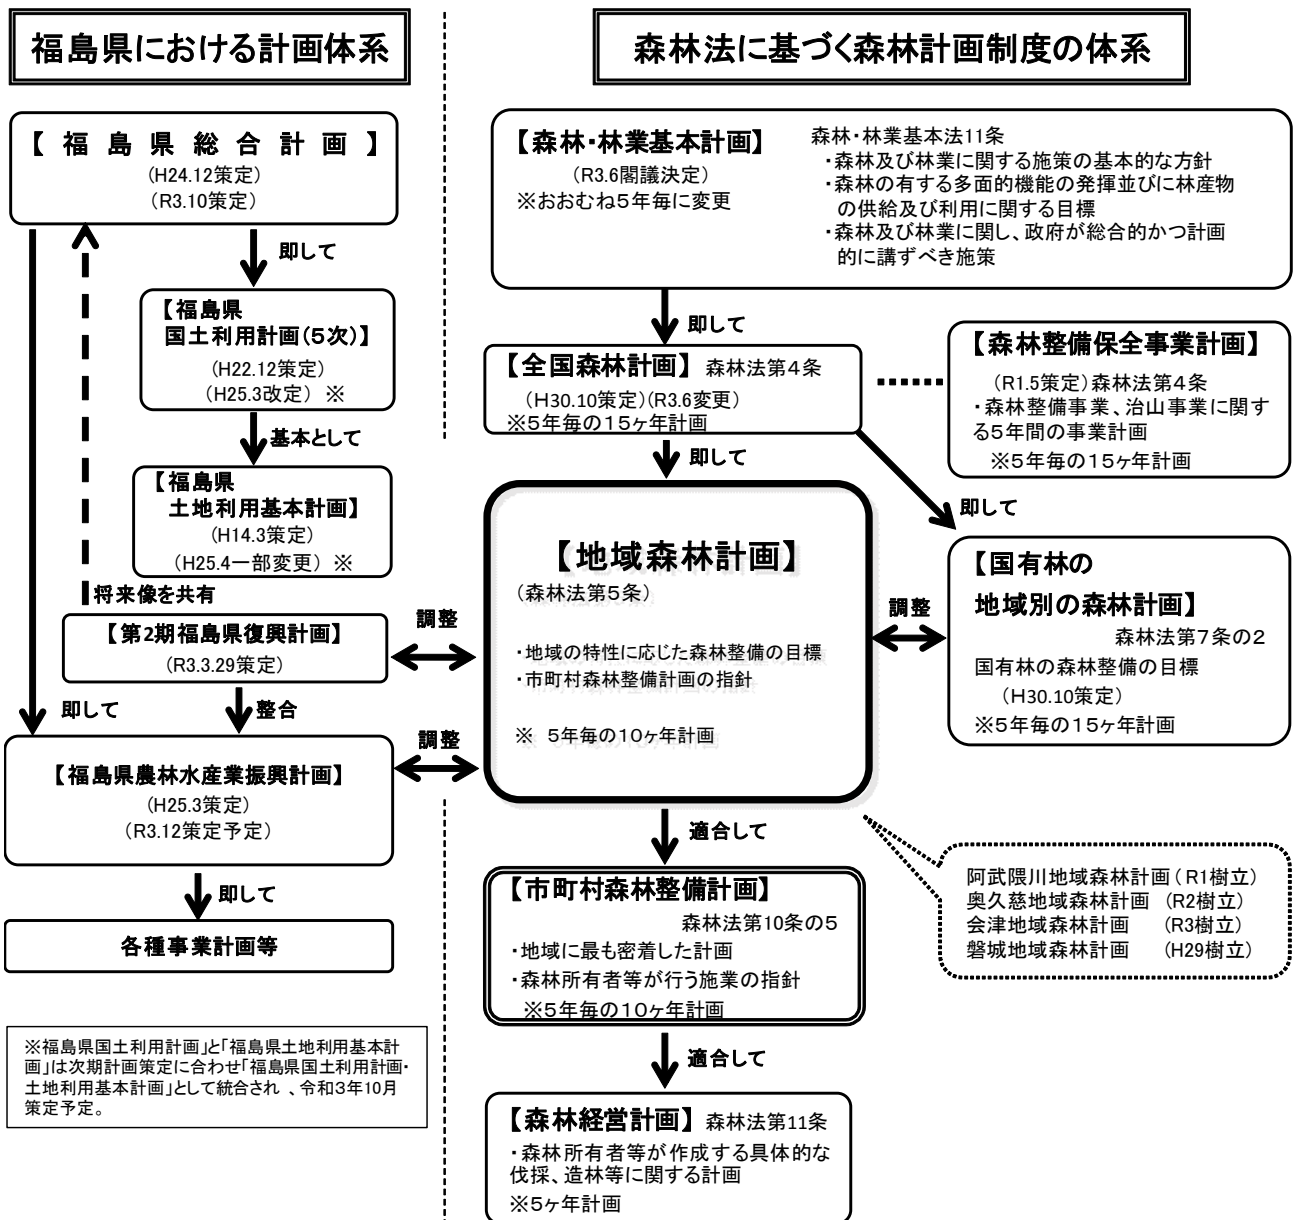 福島県における計画体系
【福島県総合計画】
(H24.12策定)
(R3.10策定)
即して
【福島県
国土利用計画(5次)】
(H22.12策定)
(H25.3改定) ※
基本として
【福島県
土地利用基本計画】
(H14.3策定)
(H25.4一部変更) ※
将来像を共有
【第2期福島県復興計画】
(R3.3.29策定)
調整
即して
整合
【福島県農林水産業振興計画】
(H25.3策定)
(R3.12策定予定)
調整
即して
各種事業計画等
※福島県国土利用計画」と「福島県土地利用基本計
画」は次期計画策定に合わせ「福島県国土利用計画・
土地利用基本計画」として統合され 、令和3年10月
策定予定。
森林法に基づく森林計画制度の体系
【森林・林業基本計画】
(R3.6閣議決定)
※おおむね5年毎に変更
森林・林業基本法11条
・森林及び林業に関する施策の基本的な方針
・森林の有する多面的機能の発揮並びに林産物
の供給及び利用に関する目標
・森林及び林業に関し、政府が総合的かつ計画
的に講ずべき施策
即して
【全国森林計画】 森林法第4条
(H30.10策定)(R3.6変更)
※5年毎の15ヶ年計画
【森林整備保全事業計画】
(R1.5策定)森林法第4条
・森林整備事業、治山事業に関す
る5年間の事業計画
※5年毎の15ヶ年計画
即して
即して
【地域森林計画】
(森林法第5条)
・地域の特性に応じた森林整備の目標
・市町村森林整備計画の指針
※ 5年毎の10ヶ年計画
調整
【国有林の
地域別の森林計画】
森林法第7条の2
国有林の森林整備の目標
(H30.10策定)
※5年毎の15ヶ年計画
適合して
阿武隈川地域森林計画(R1樹立)
奥久慈地域森林計画 (R2樹立)
会津地域森林計画 (R3樹立)
磐城地域森林計画 (H29樹立)
【市町村森林整備計画】
森林法第10条の5
・地域に最も密着した計画
・森林所有者等が行う施業の指針
※5年毎の10ヶ年計画
適合して
【森林経営計画】 森林法第11条
・森林所有者等が作成する具体的な
伐採、造林等に関する計画
※5ヶ年計画